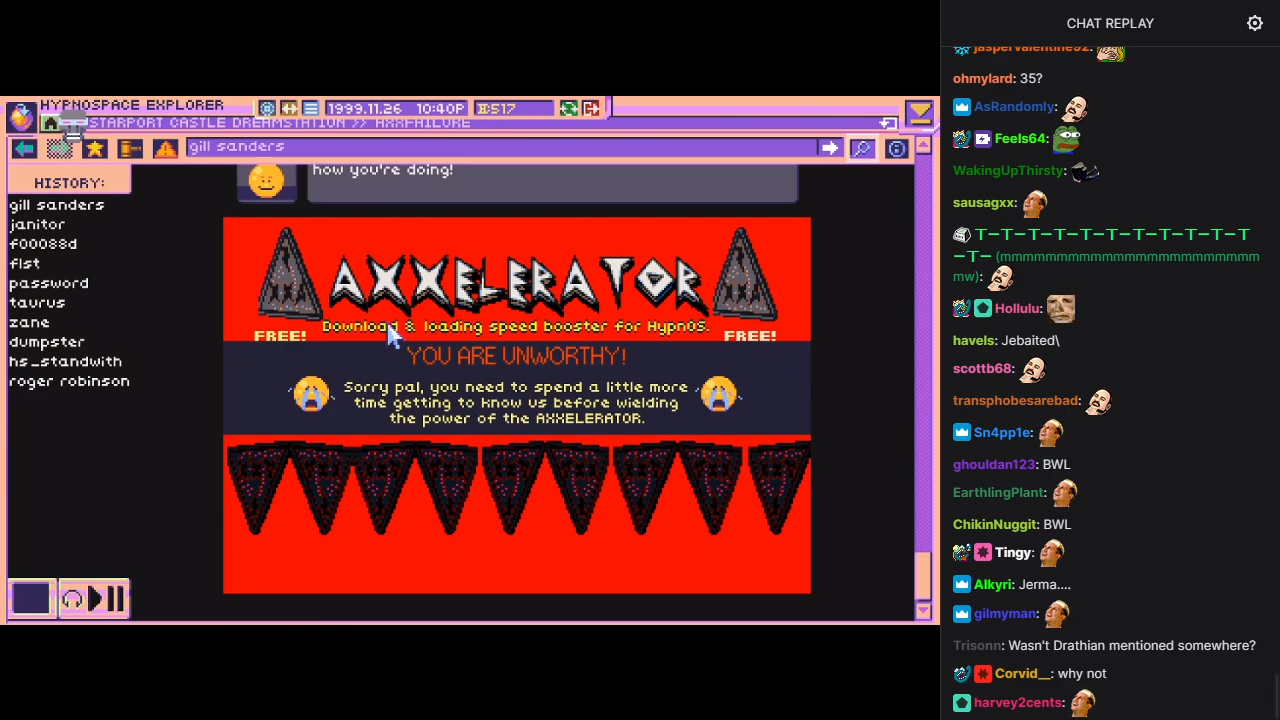 HYPNOSPACE EXPLORER
1999.11.26 10:40P
517
STARPORT CASTLE DREAMSTATION >> AXXFAILURE
gill sanders
HISTORY:
gill sanders
janitor
f00088d
fist
password
taurus
zane
dumpster
hs_standwith
roger robinson
how you're doing!
AXXELERATOR
FREE!
Download & loading speed booster for HypnOS.
FREE!
YOU ARE UNWORTHY!
Sorry pal, you need to spend a little more
time getting to know us before wielding
the power of the AXXELERATOR.
CHAT REPLAY
jaspervalentine92:
ohmylard: 35?
AsRandomly:
Feels64:
WakingUpThirsty:
sausagxx:
Hollulu:
havels: Jebaited\
scottb68:
transphobesarebad:
Sn4pp1e:
ghouldan123: BWL
EarthlingPlant:
ChikinNuggit: BWL
Tingy:
Alkyri: Jerma....
gilmyman:
Trisonn: Wasn't Drathian mentioned somewhere?
Corvid__: why not
harvey2cents: